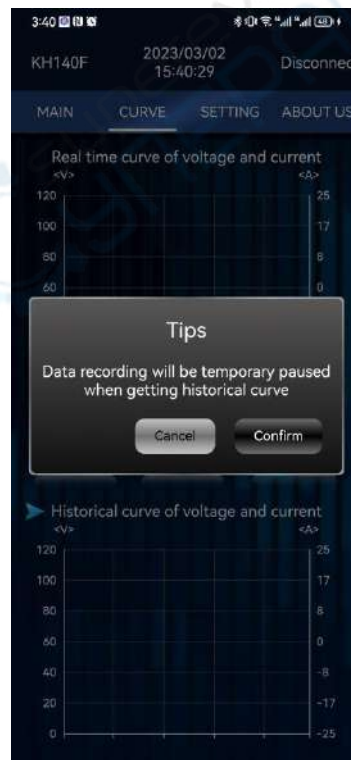 3:40
48
KH140F
2023/03/02
15:40:29
Disconnec
MAIN CURVE SETTING ABOUT US
Real time curve of voltage and current
<V> <A>
120 25
100 17
80 8
60 0
Tips
Data recording will be temporary paused
when getting historical curve
Cancel Confirm
Historical curve of voltage and current
<V> <A>
120 25
100 17
80 8
60 0
40 -8
20 -17
0 -25